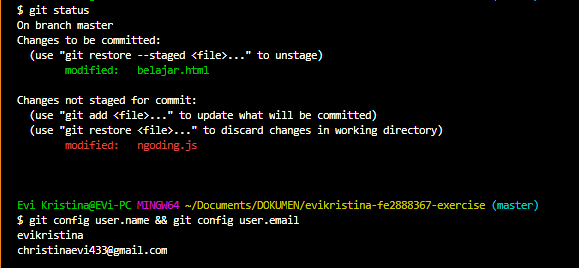 $ git status
On branch master
Changes to be committed:
  (use "git restore --staged <file>..." to unstage)
        modified:   belajar.html

Changes not staged for commit:
  (use "git add <file>..." to update what will be committed)
  (use "git restore <file>..." to discard changes in working directory)
        modified:   ngoding.js

Evi Kristina@EVi-PC MINGW64 ~/Documents/DOKUMEN/evikristina-fe2888367-exercise (master)
$ git config user.name && git config user.email
evikristina
christinaevi433@gmail.com